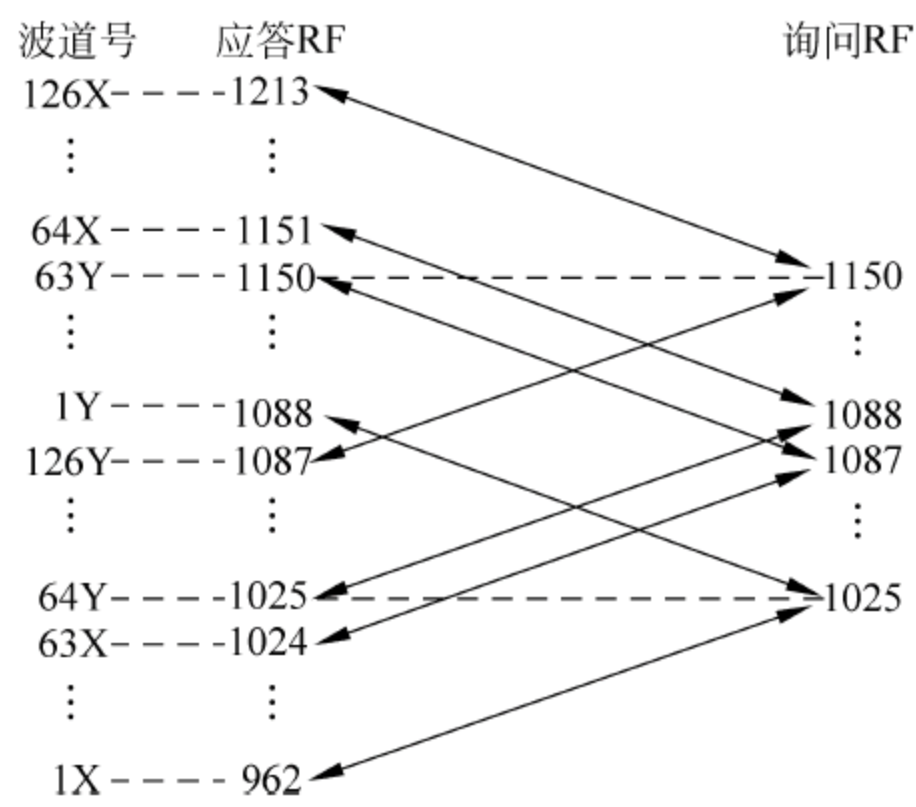 波道号 应答RF 询问RF
126X 1213
⋮ ⋮
64X 1151
63Y 1150 1150
⋮ ⋮ ⋮
1Y 1088 1088
126Y 1087 1087
⋮ ⋮ ⋮
64Y 1025 1025
63X 1024
⋮ ⋮
1X 962